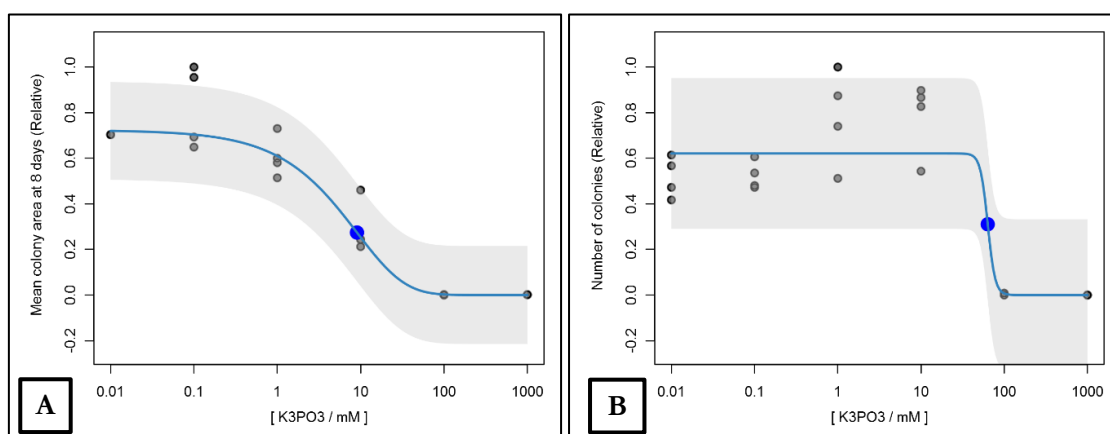 Mean colony area at 8 days (Relative)
1.0
0.8
0.6
0.4
0.2
0.0
-0.2
0.01 0.1 1 10 100 1000
[ K3PO3 / mM ]
A
Number of colonies (Relative)
1.0
0.8
0.6
0.4
0.2
0.0
-0.2
0.01 0.1 1 10 100 1000
[ K3PO3 / mM ]
B